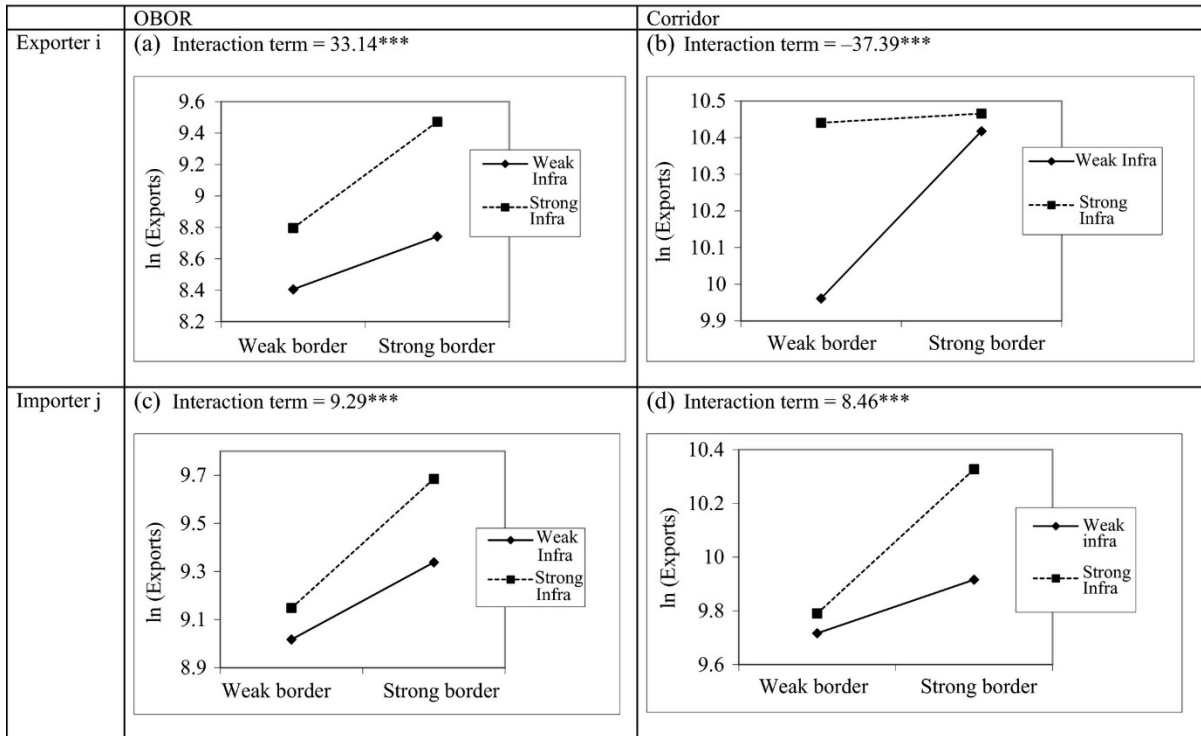 OBOR
Corridor
Exporter i
(a) Interaction term = 33.14***
ln (Exports)
9.6
9.4
9.2
9
8.8
8.6
8.4
8.2
Weak border
Strong border
Weak
Infra
Strong
Infra
(b) Interaction term = –37.39***
ln (Exports)
10.5
10.4
10.3
10.2
10.1
10
9.9
Weak border
Strong border
Weak Infra
Strong
Infra
Importer j
(c) Interaction term = 9.29***
ln (Exports)
9.7
9.5
9.3
9.1
8.9
Weak border
Strong border
Weak
Infra
Strong
Infra
(d) Interaction term = 8.46***
ln (Exports)
10.4
10.2
10
9.8
9.6
Weak border
Strong border
Weak
infra
Strong
Infra